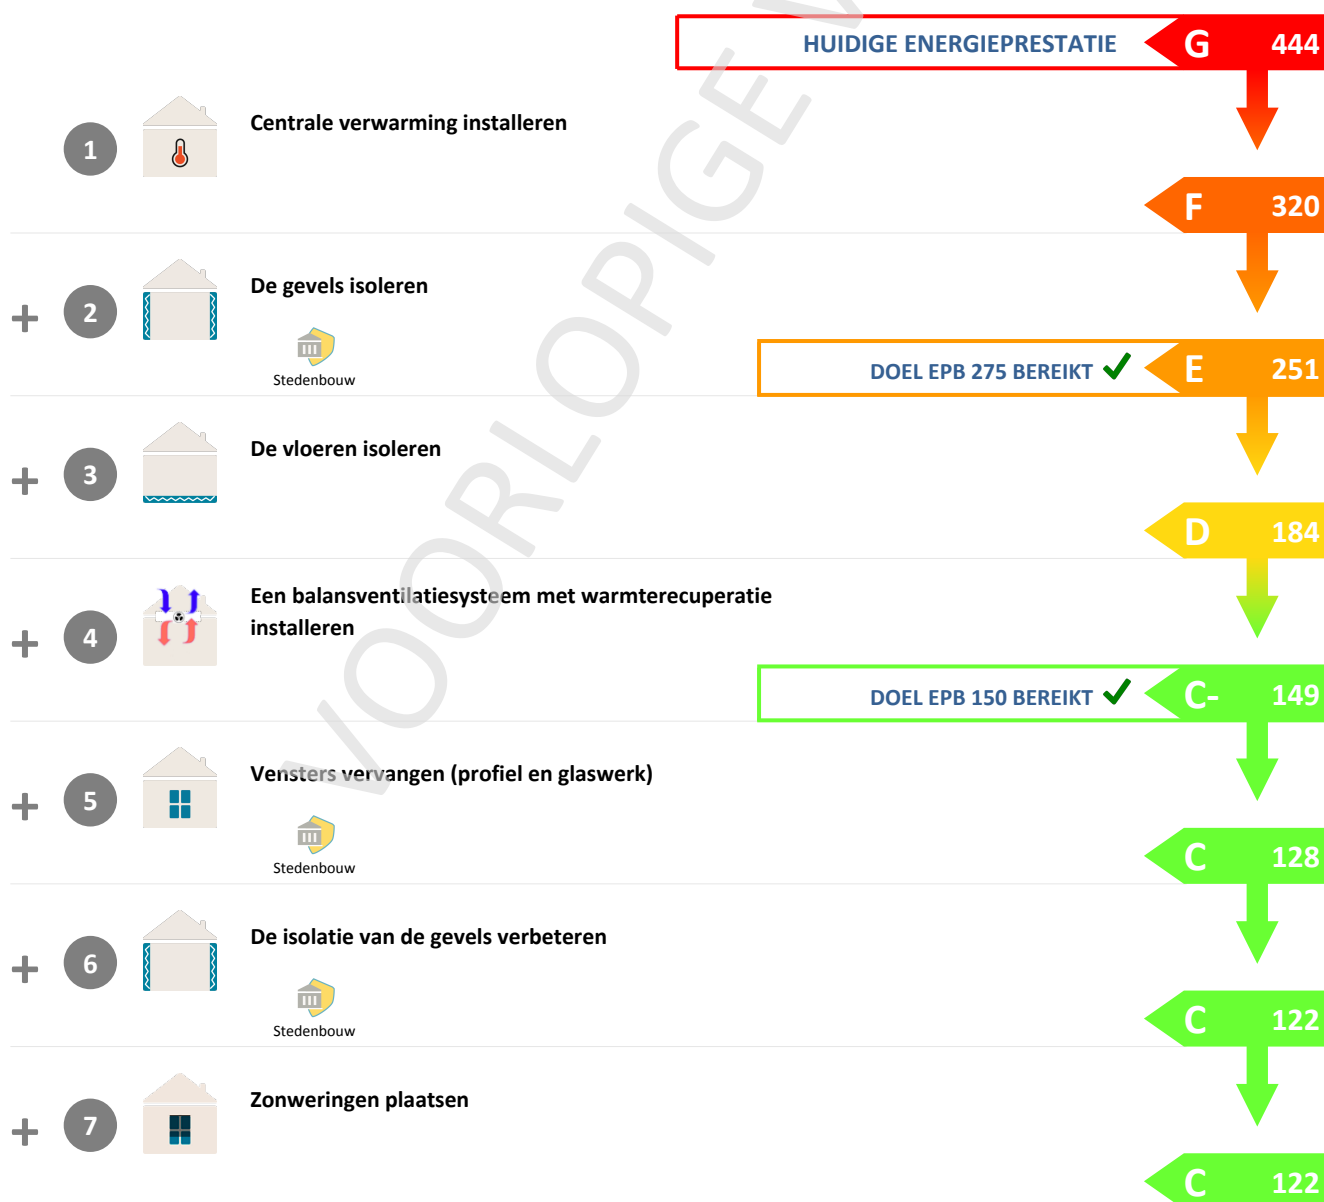 HUIDIGE ENERGIEPRESTATIE G 444
1 Centrale verwarming installeren
F 320
+ 2 De gevels isoleren
Stedenbouw
DOEL EPB 275 BEREIKT E 251
+ 3 De vloeren isoleren
D 184
+ 4 Een balansventilatiesysteem met warmterecuperatie
installeren
DOEL EPB 150 BEREIKT C- 149
+ 5 Vensters vervangen (profiel en glaswerk)
Stedenbouw
C 128
+ 6 De isolatie van de gevels verbeteren
Stedenbouw
C 122
+ 7 Zonweringen plaatsen
C 122
VOORLOPIGE V